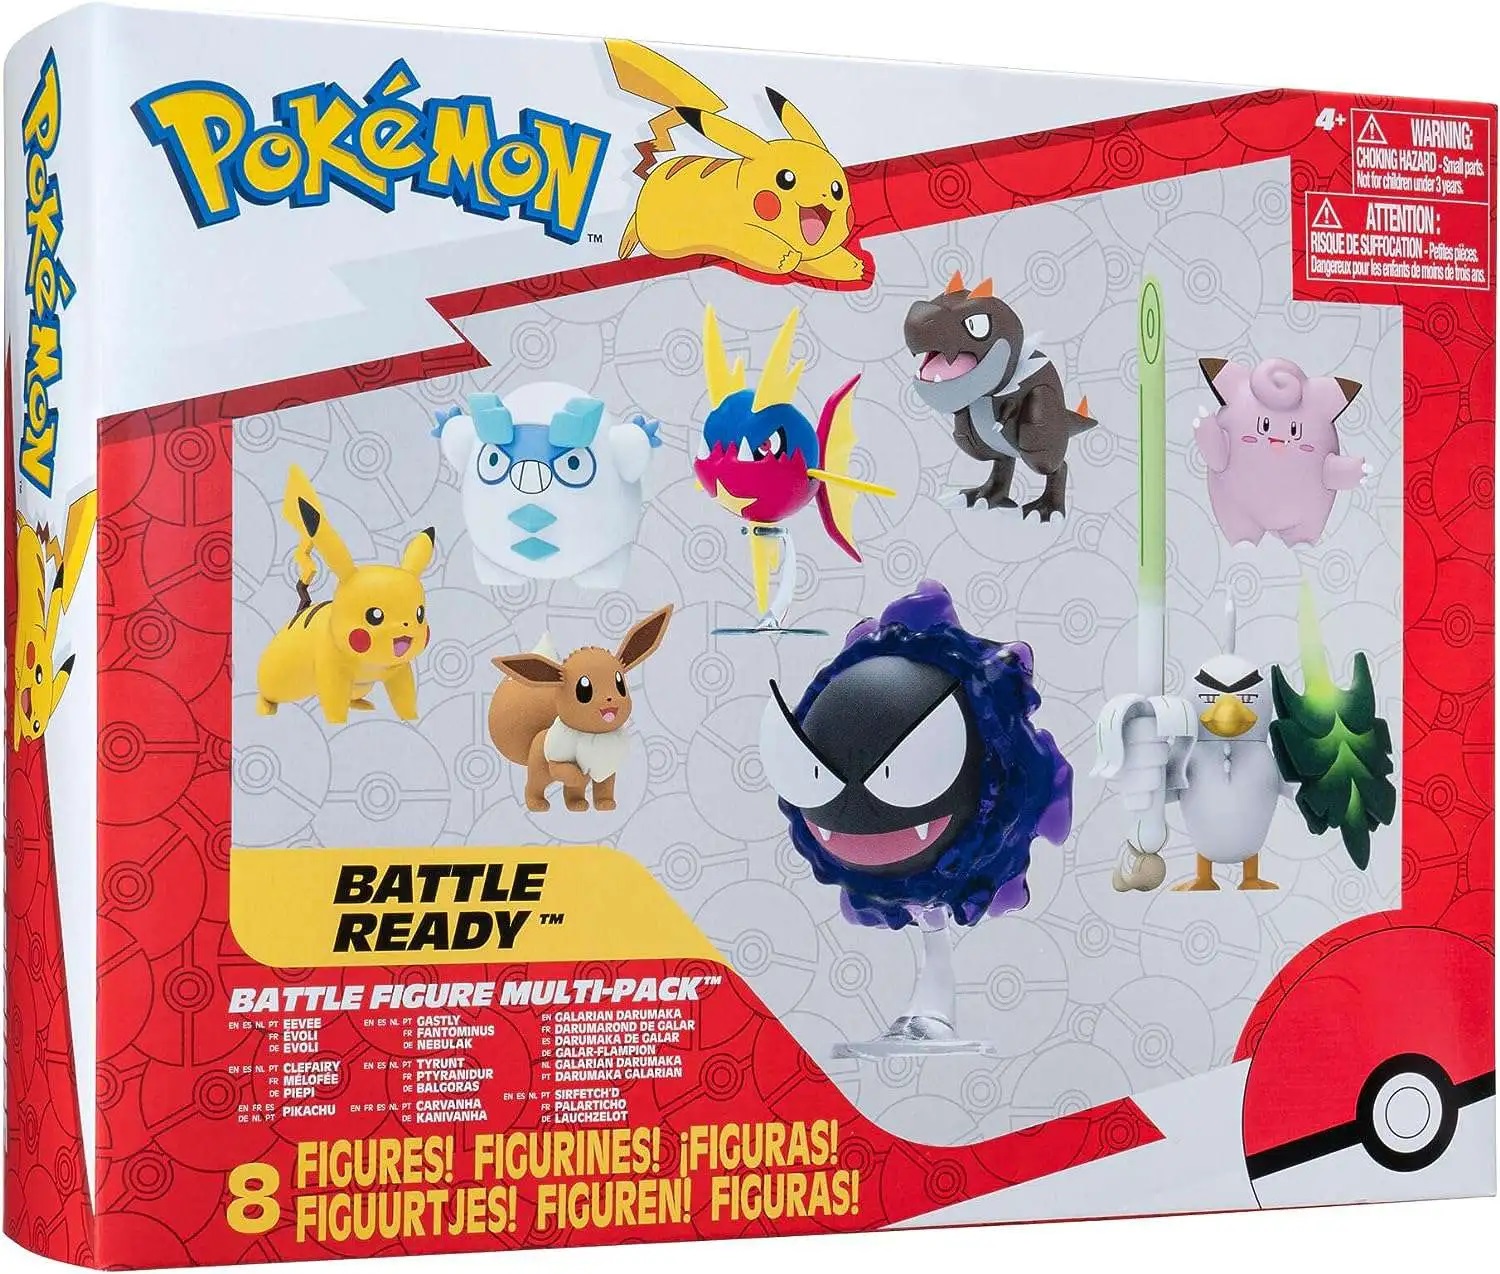 POKéMON
POKéMON™
4+
WARNING:
CHOKING HAZARD - Small parts.
Not for children under 3 years.
ATTENTION :
RISQUE DE SUFFOCATION - Petites pièces.
Dangereux pour les enfants de moins de trois ans.
BATTLE
READY™
BATTLE FIGURE MULTI-PACK™
EN ES NL PT EEVEE
FR ÉVOLI
DE EVOLI
EN ES NL PT CLEFAIRY
FR MÉLOFÉE
DE PIEPI
EN FR ES
DE NL PT PIKACHU
EN ES NL PT GASTLY
FR FANTOMINUS
DE NEBULAK
EN ES NL PT TYRUNT
FR PTYRANIDUR
DE BALGORAS
EN FR ES NL PT CARVANHA
DE KANIVANHA
EN GALARIAN DARUMAKA
FR DARUMAROND DE GALAR
ES DARUMAKA DE GALAR
DE GALAR-FLAMPION
NL GALARIAN DARUMAKA
PT DARUMAKA GALARIAN
EN ES NL PT SIRFETCH'D
FR PALARTICHO
DE LAUCHZELOT
8 FIGURES! FIGURINES! ¡FIGURAS!
FIGUURTJES! FIGUREN! FIGURAS!